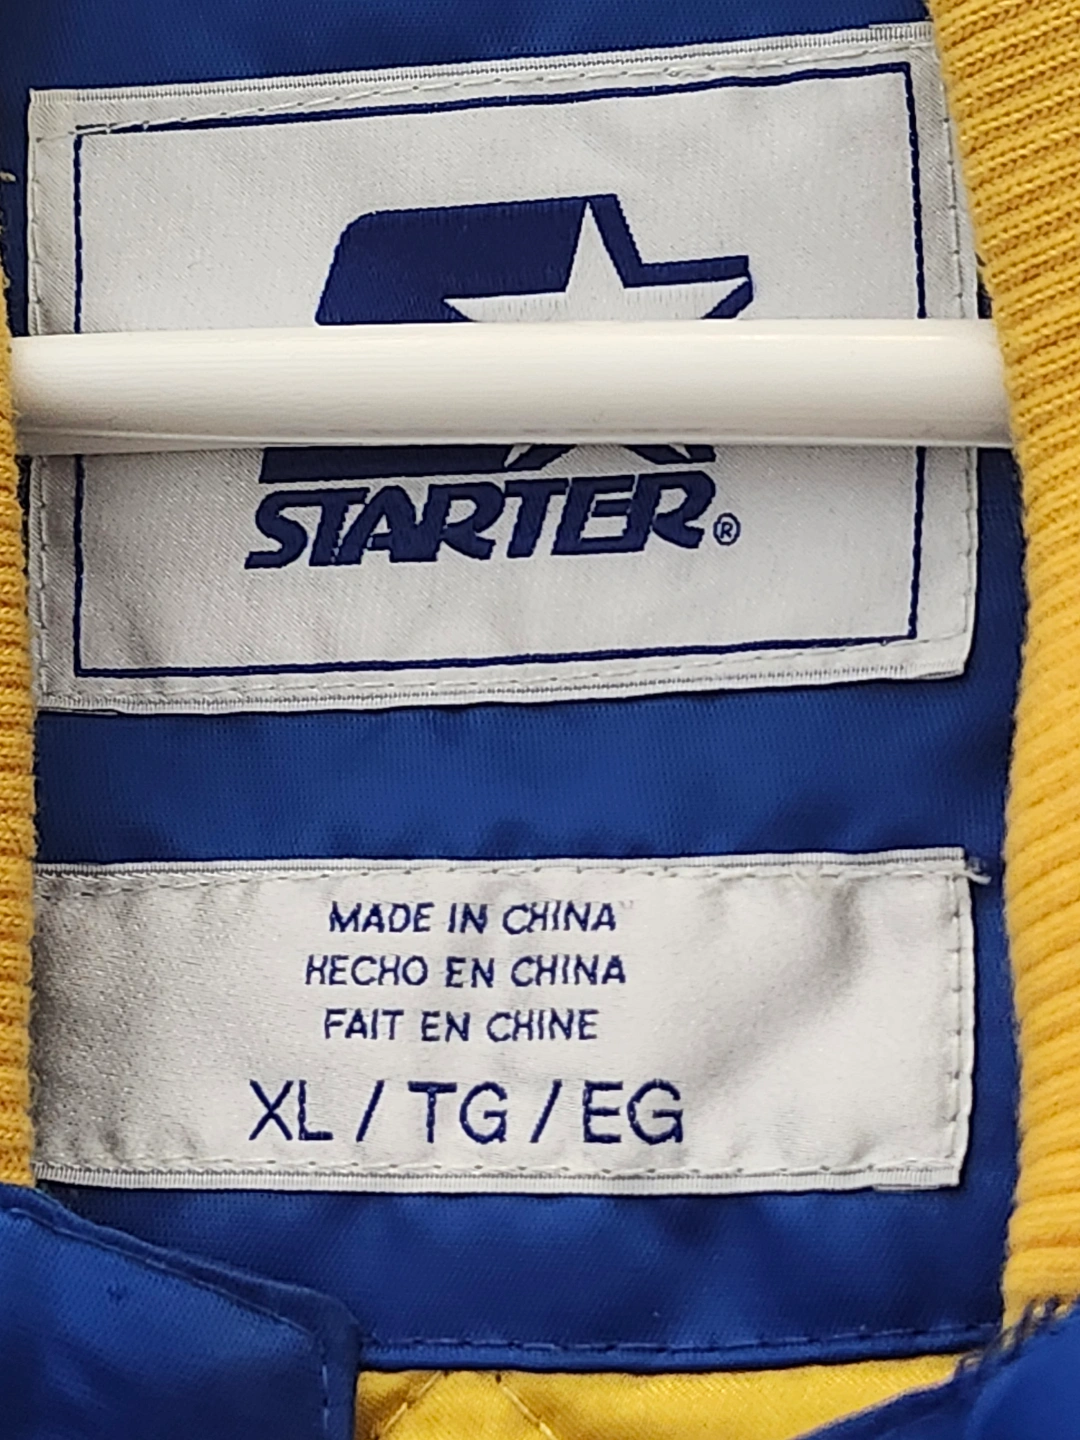 STARTER®
MADE IN CHINA
HECHO EN CHINA
FAIT EN CHINE
XL / TG / EG